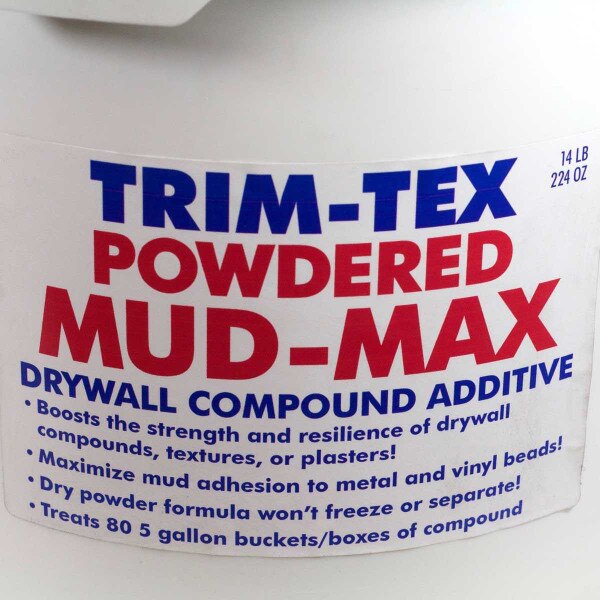 14 LB
224 OZ
TRIM-TEX
POWDERED
MUD-MAX
DRYWALL COMPOUND ADDITIVE
• Boosts the strength and resilience of drywall
compounds, textures, or plasters!
• Maximize mud adhesion to metal and vinyl beads!
• Dry powder formula won't freeze or separate!
• Treats 80 5 gallon buckets/boxes of compound